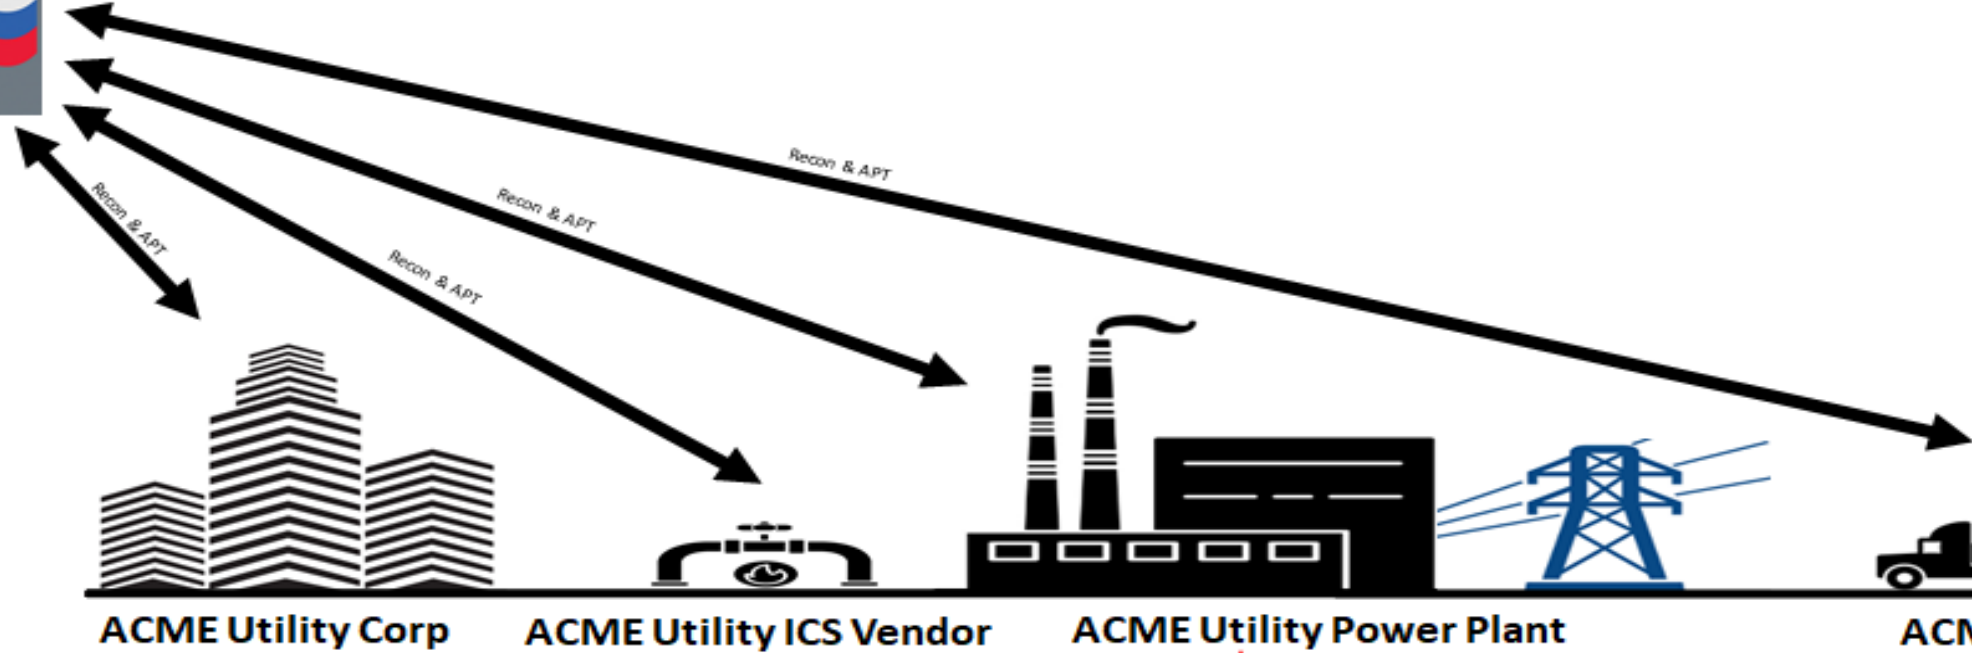 Recon & APT
Recon & APT
Recon & APT
Recon & APT
ACME Utility Corp
ACME Utility ICS Vendor
ACME Utility Power Plant